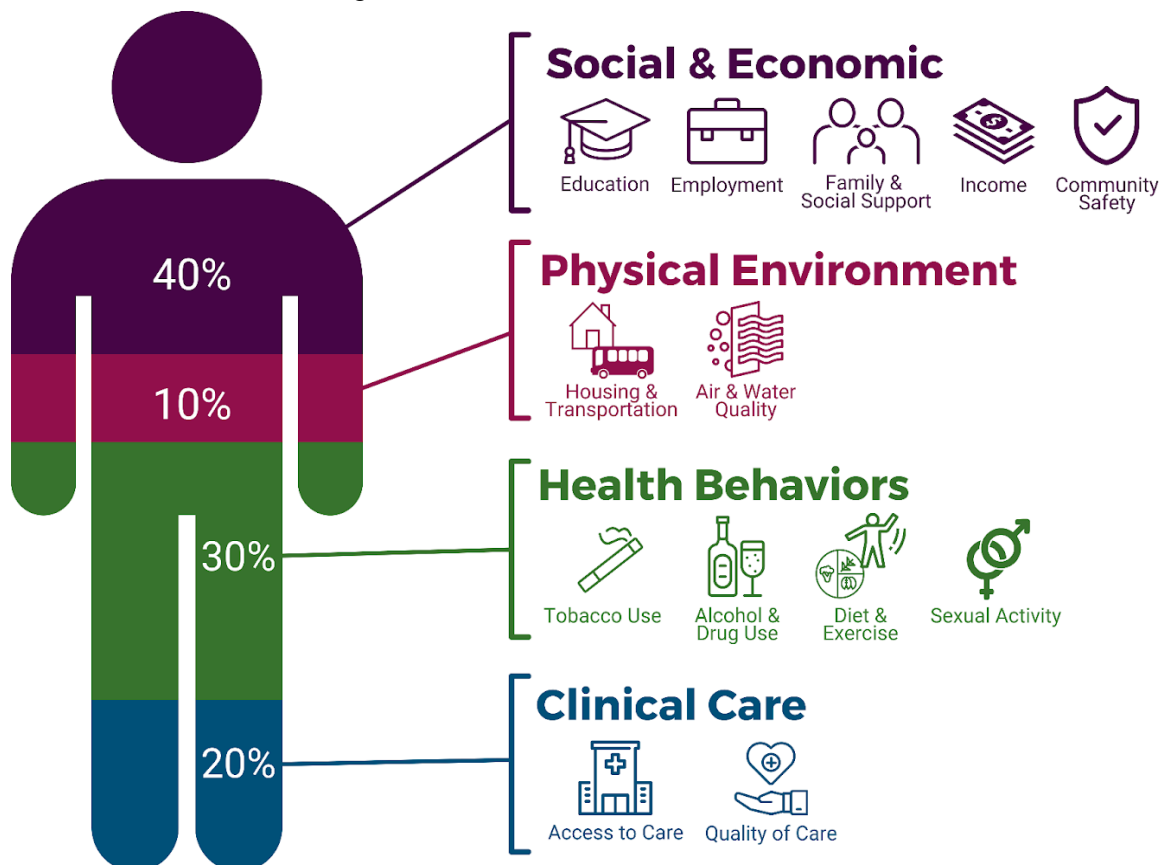 Social & Economic
Education
Employment
Family &
Social Support
Income
Community
Safety
40%
Physical Environment
Housing &
Transportation
Air & Water
Quality
10%
Health Behaviors
Tobacco Use
Alcohol &
Drug Use
Diet &
Exercise
Sexual Activity
30%
Clinical Care
Access to Care
Quality of Care
20%